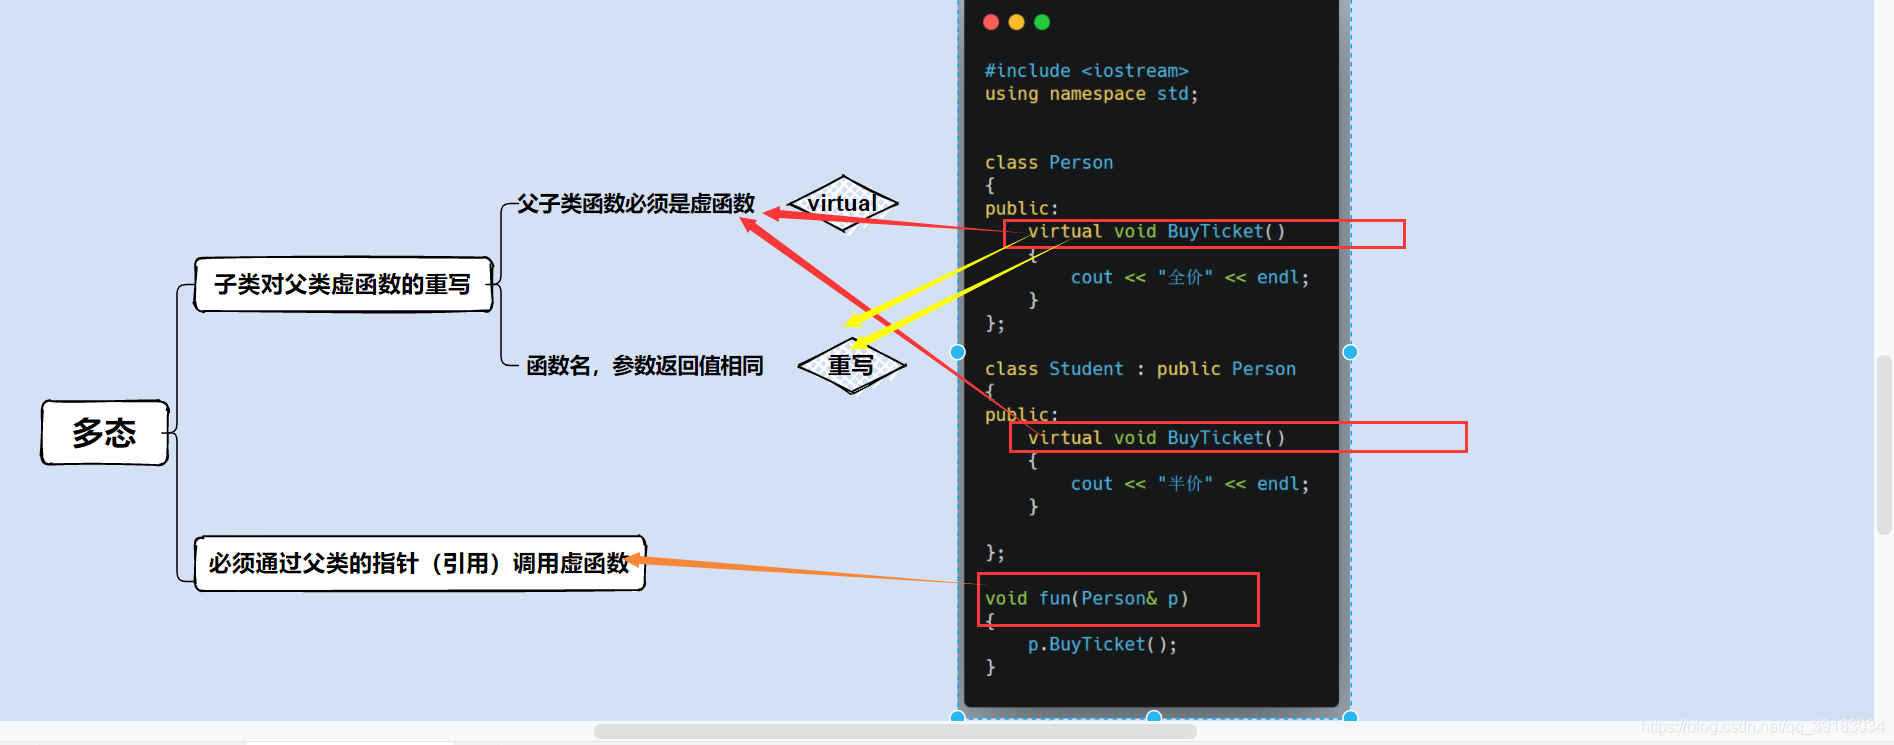 多态
子类对父类虚函数的重写
父子类函数必须是虚函数
virtual
函数名，参数返回值相同
重写
必须通过父类的指针（引用）调用虚函数
#include <iostream>
using namespace std;
class Person
{
public:
virtual void BuyTicket()
{
cout << "全价" << endl;
}
};
class Student : public Person
{
public:
virtual void BuyTicket()
{
cout << "半价" << endl;
}
};
void fun(Person& p)
{
p.BuyTicket();
}
https://blog.csdn.net/qq_39183034